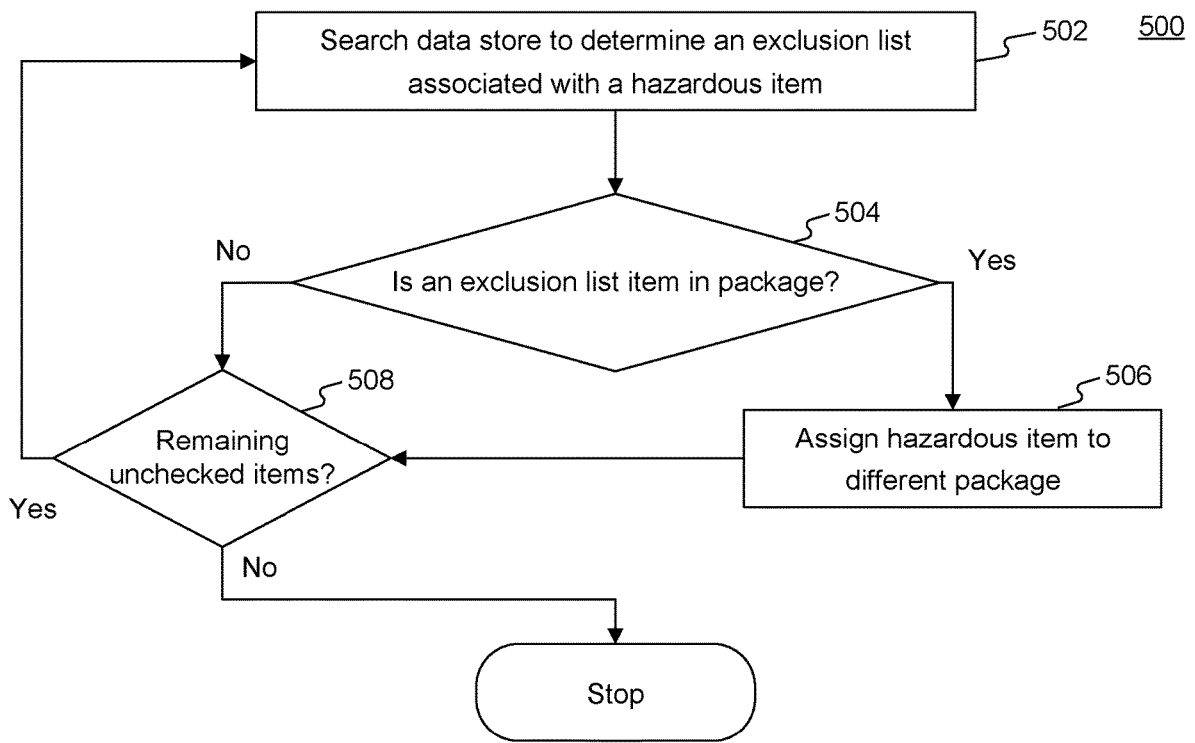 500
Search data store to determine an exclusion list
associated with a hazardous item
502
504
No
Is an exclusion list item in package?
Yes
508
506
Remaining
unchecked items?
Assign hazardous item to
different package
Yes
No
Stop